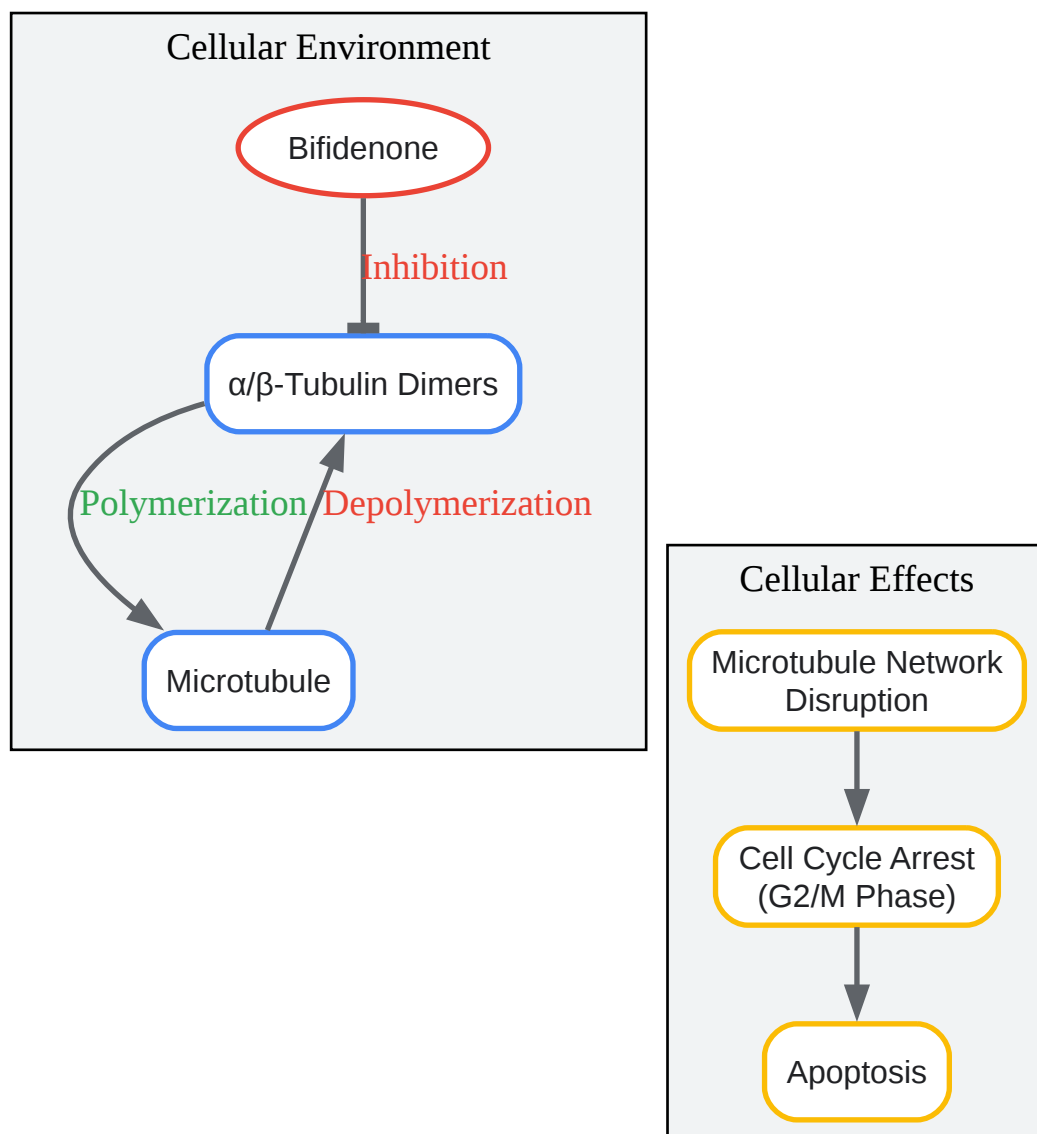 Cellular Environment
Bifidenone
Inhibition
α/β-Tubulin Dimers
Polymerization
Depolymerization
Microtubule
Cellular Effects
Microtubule Network
Disruption
Cell Cycle Arrest
(G2/M Phase)
Apoptosis